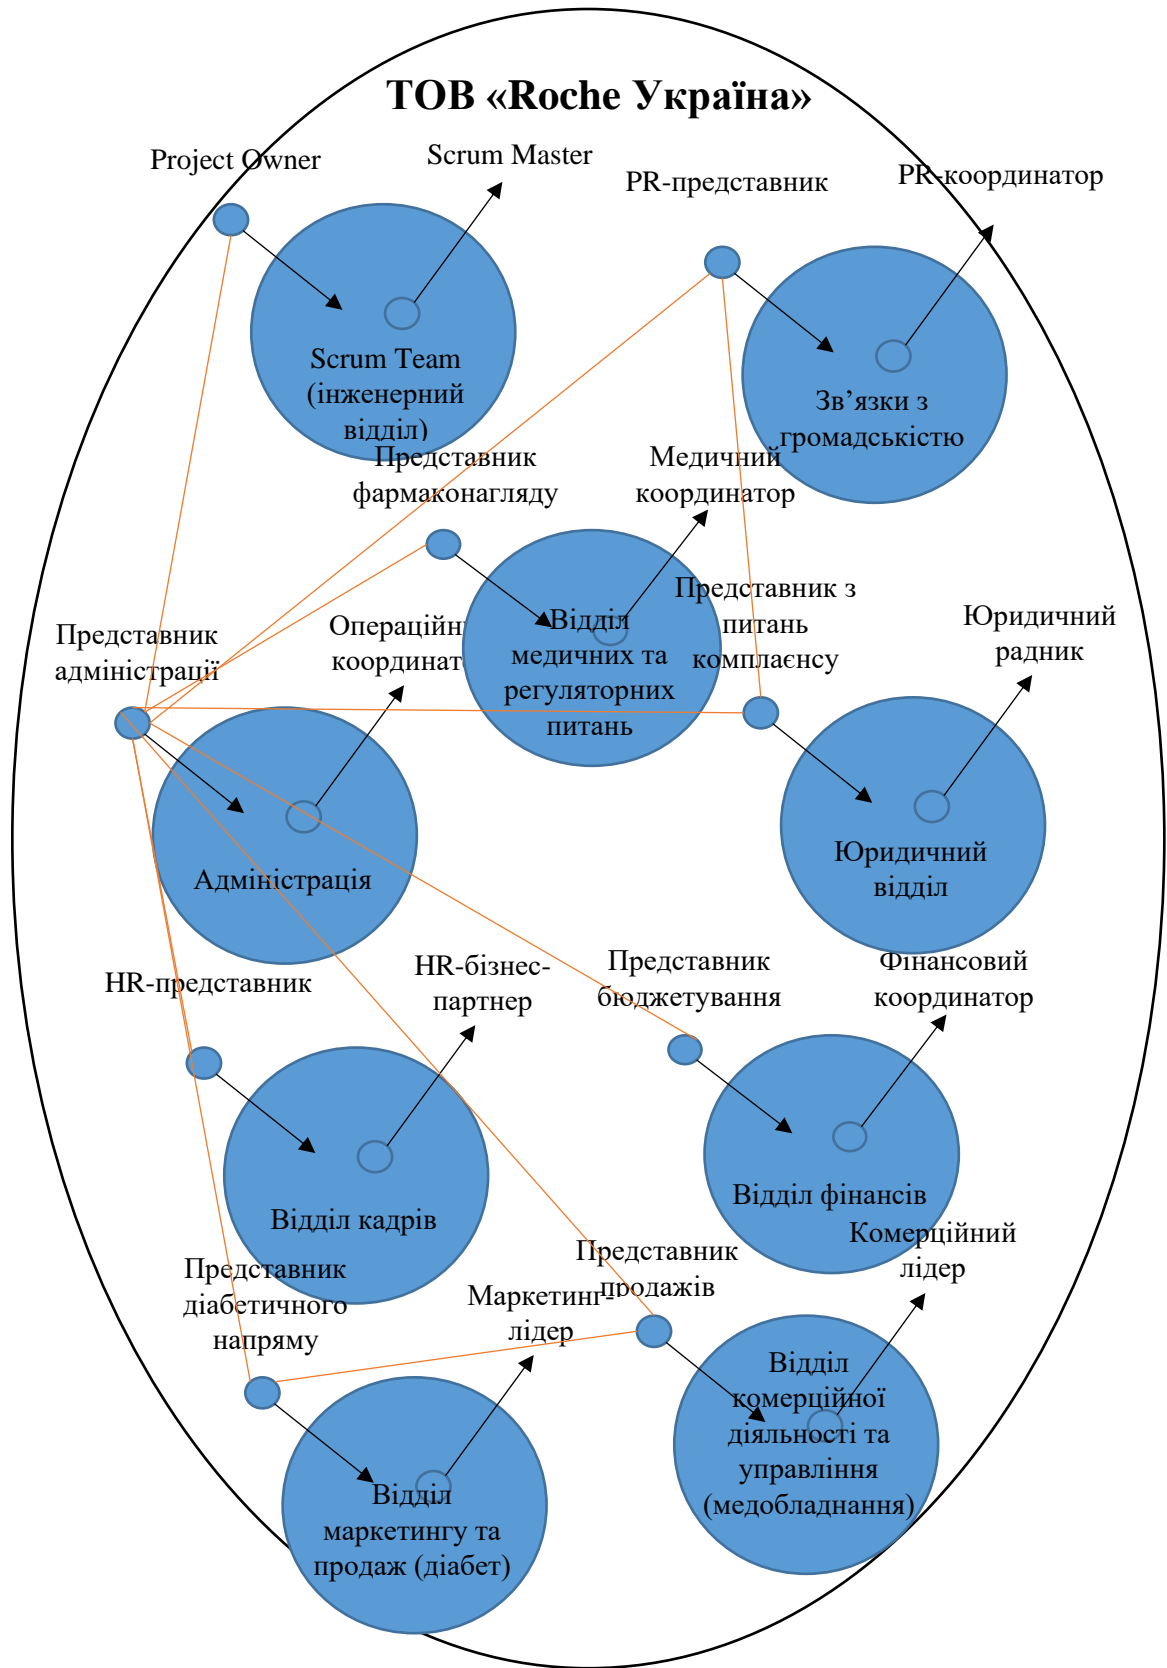 ТОВ «Roche Україна»
Project Owner
Scrum Master
PR-представник
PR-координатор
Scrum Team
(інженерний
відділ)
Зв’язки з
громадськістю
Представник
фармаконагляду
Медичний
координатор
Представник
адміністрації
Операційн
координат
Відділ
медичних та
регуляторних
питань
Представник з
питань
комплаєнсу
Юридичний
радник
Адміністрація
Юридичний
відділ
HR-представник
HR-бізнес-
партнер
Представник
бюджетування
Фінансовий
координатор
Відділ кадрів
Відділ фінансів
Представник
діабетичного
напряму
Маркетинг-
лідер
Представник
продажів
Комерційний
лідер
Відділ
маркетингу та
продаж (діабет)
Відділ
комерційної
діяльності та
управління
(медобладнання)